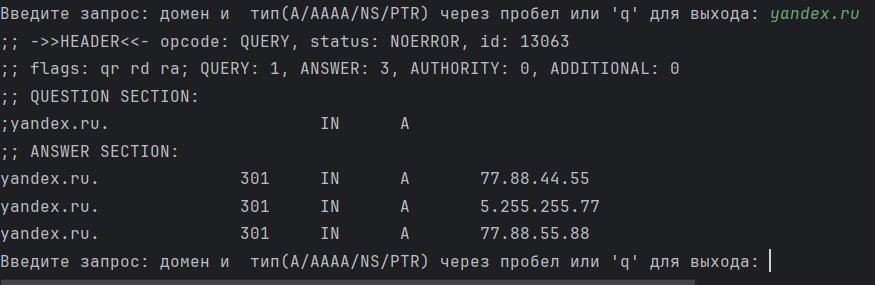 Введите запрос: домен и  тип(A/AAAA/NS/PTR) через пробел или 'q' для выхода: yandex.ru
;; ->>HEADER<<- opcode: QUERY, status: NOERROR, id: 13063
;; flags: qr rd ra; QUERY: 1, ANSWER: 3, AUTHORITY: 0, ADDITIONAL: 0
;; QUESTION SECTION:
;yandex.ru.                     IN      A
;; ANSWER SECTION:
yandex.ru.              301     IN      A       77.88.44.55
yandex.ru.              301     IN      A       5.255.255.77
yandex.ru.              301     IN      A       77.88.55.88
Введите запрос: домен и  тип(A/AAAA/NS/PTR) через пробел или 'q' для выхода: